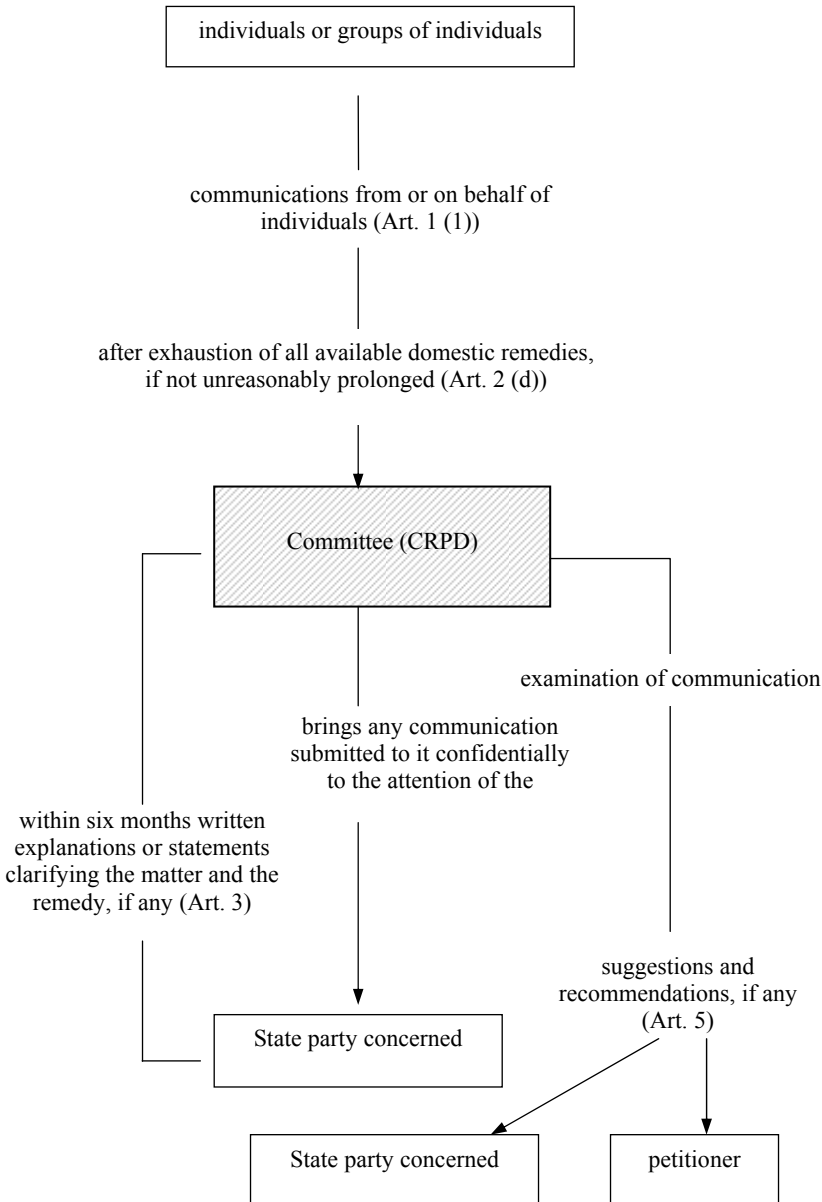 individuals or groups of individuals
communications from or on behalf of
individuals (Art. 1 (1))
after exhaustion of all available domestic remedies,
if not unreasonably prolonged (Art. 2 (d))
Committee (CRPD)
examination of communication
brings any communication
submitted to it confidentially
to the attention of the
within six months written
explanations or statements
clarifying the matter and the
remedy, if any (Art. 3)
suggestions and
recommendations, if any
(Art. 5)
State party concerned
State party concerned
petitioner